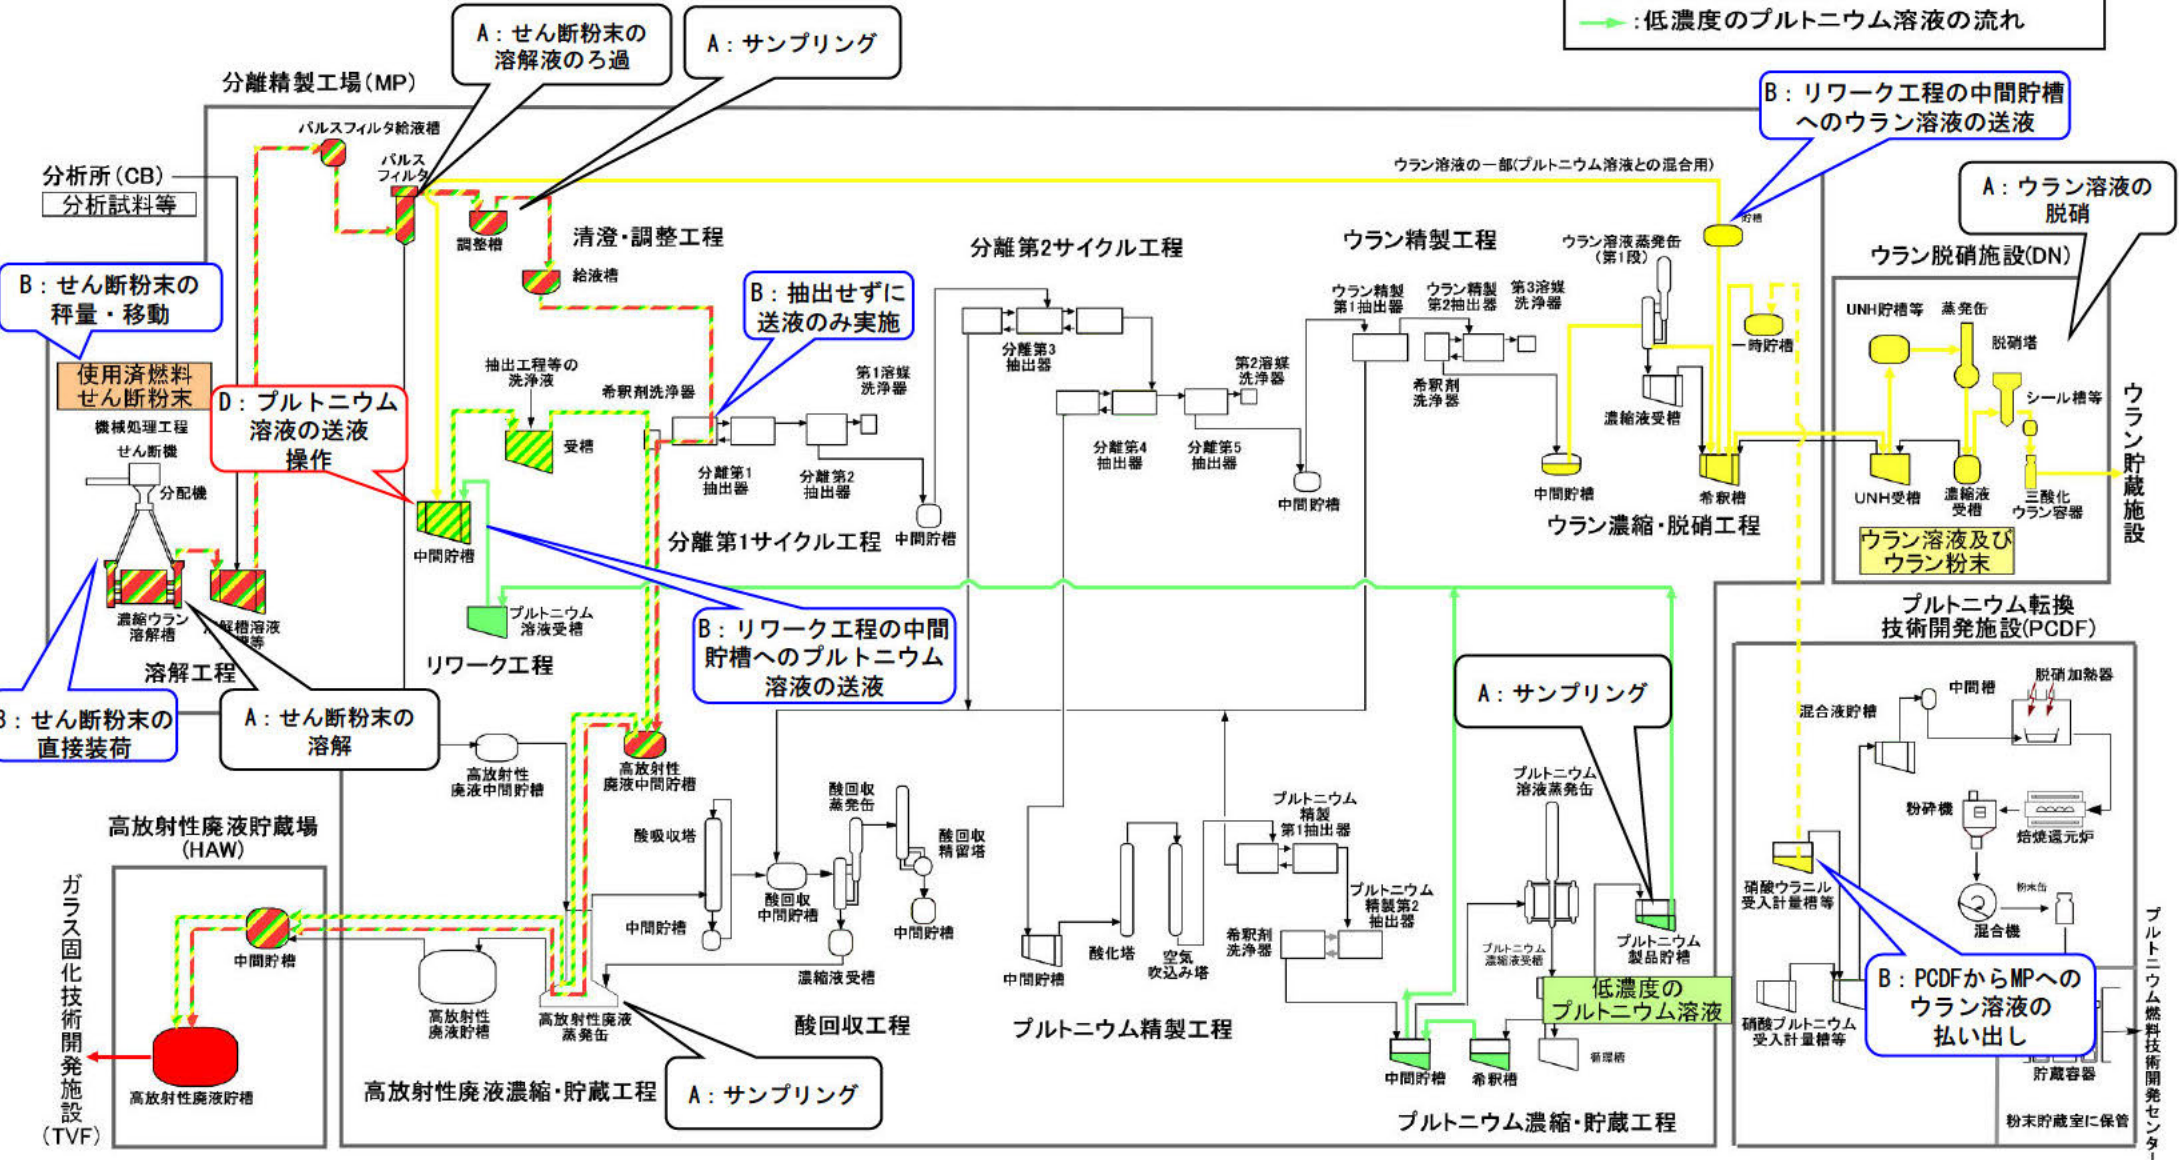 :低濃度のプルトニウム溶液の流れ
A：せん断粉末の
溶解液のろ過
A：サンプリング
分離精製工場(MP)
B：リワーク工程の中間貯槽
へのウラン溶液の送液
パルスフィルタ給液槽
パルス
フィルタ
分析所(CB)
分析試料等
ウラン溶液の一部(プルトニウム溶液との混合用)
A：ウラン溶液の
脱硝
調整槽
清澄・調整工程
給液槽
分離第2サイクル工程
ウラン精製工程
ウラン溶液蒸発缶
(第1段)
貯槽
ウラン脱硝施設(DN)
B：せん断粉末の
秤量・移動
B：抽出せずに
送液のみ実施
ウラン精製
第1抽出器
ウラン精製
第2抽出器
第3溶媒
洗浄器
一時貯槽
UNH貯槽等
蒸発缶
脱硝塔
シール槽等
使用済燃料
せん断粉末
抽出工程等の
洗浄液
希釈剤洗浄器
第1溶媒
洗浄器
分離第3
抽出器
第2溶媒
洗浄器
希釈剤
洗浄器
濃縮液受槽
D：プルトニウム
溶液の送液
操作
機械処理工程
せん断機
分配機
受槽
分離第1
抽出器
分離第2
抽出器
分離第4
抽出器
分離第5
抽出器
中間貯槽
中間貯槽
希釈槽
UNH受槽
濃縮液
受槽
三酸化
ウラン容器
ウラン貯蔵施設
中間貯槽
分離第1サイクル工程
中間貯槽
ウラン濃縮・脱硝工程
ウラン溶液及び
ウラン粉末
濃縮ウラン
溶解槽
溶解槽溶液
槽等
溶解工程
プルトニウム
溶液受槽
リワーク工程
B：リワーク工程の中間
貯槽へのプルトニウム
溶液の送液
プルトニウム転換
技術開発施設(PCDF)
A：サンプリング
B：せん断粉末の
直接装荷
A：せん断粉末の
溶解
中間槽
脱硝加熱器
混合液貯槽
高放射性
廃液中間貯槽
高放射性
廃液中間貯槽
プルトニウム
溶液蒸発缶
粉砕機
焙焼還元炉
高放射性廃液貯蔵場
(HAW)
酸吸収塔
酸回収
蒸発缶
酸回収
精留塔
プルトニウム
精製
第1抽出器
硝酸ウラニル
受入計量槽等
粉末缶
混合機
中間貯槽
中間貯槽
酸回収
中間貯槽
中間貯槽
プルトニウム
精製第2
抽出器
希釈剤
洗浄器
プルトニウム
濃縮液受槽
プルトニウム
製品貯槽
濃縮液受槽
中間貯槽
酸化塔
空気
吹込み塔
低濃度の
プルトニウム溶液
B：PCDFからMPへの
ウラン溶液の
払い出し
高放射性
廃液貯槽
高放射性廃液
蒸発缶
酸回収工程
プルトニウム精製工程
硝酸プルトニウム
受入計量槽等
中間貯槽
希釈槽
循環槽
貯蔵容器
ガラス固化技術開発施設
(TVF)
高放射性廃液貯槽
高放射性廃液濃縮・貯蔵工程
A：サンプリング
プルトニウム濃縮・貯蔵工程
粉末貯蔵室に保管
プルトニウム燃料技術開発センター